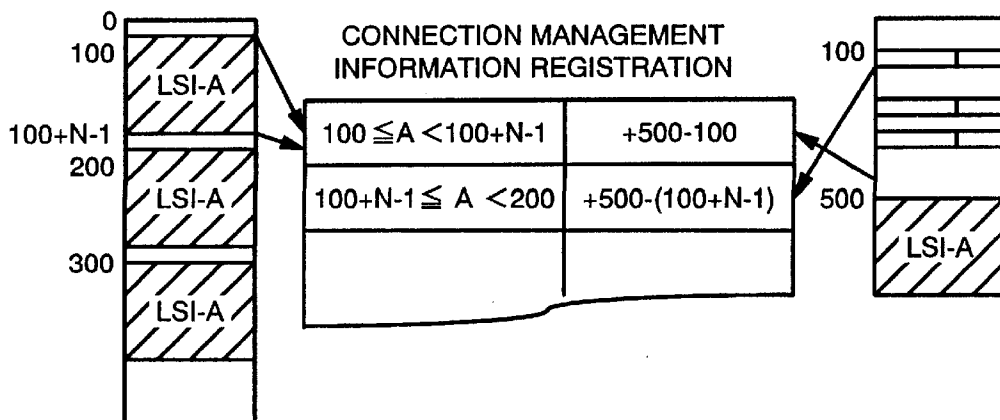 0
100
LSI-A
100+N-1
200
LSI-A
300
LSI-A
CONNECTION MANAGEMENT
INFORMATION REGISTRATION
100 ≦A <100+N-1 +500-100
100+N-1≦ A <200 +500-(100+N-1)
100
500
LSI-A